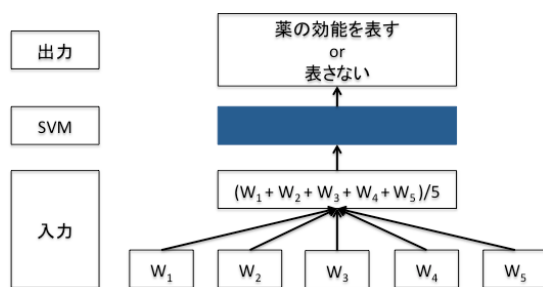 出力
薬の効能を表す
or
表さない
SVM
入力
(W₁ + W₂ + W₃ + W₄ + W₅)/5
W₁
W₂
W₃
W₄
W₅